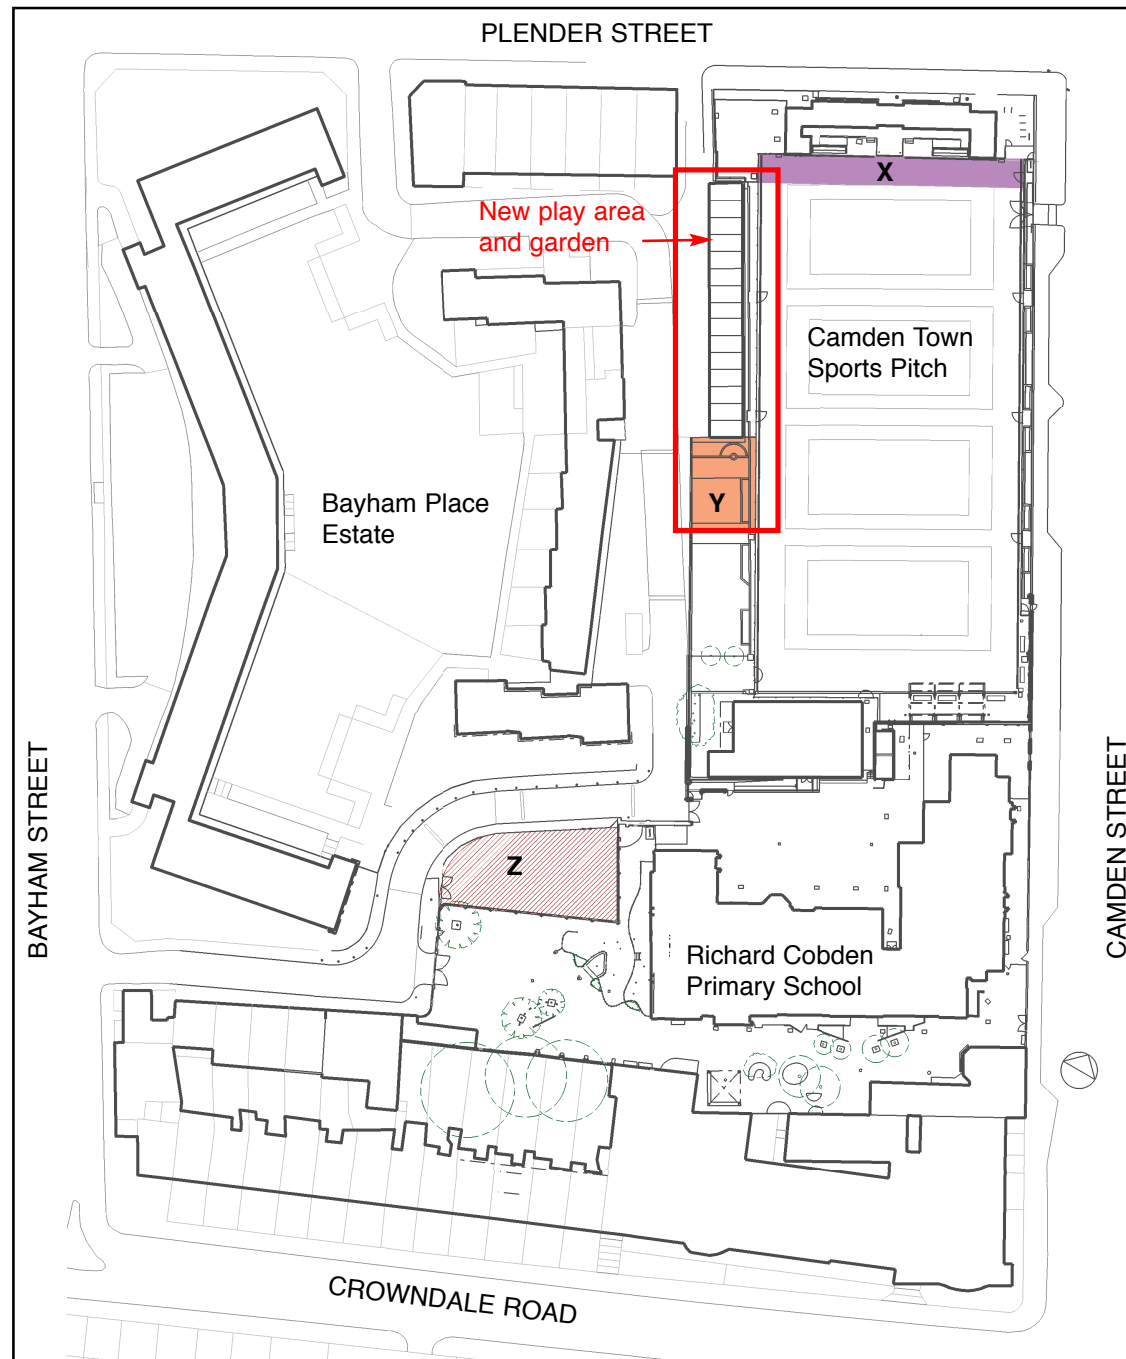 PLENDER STREET
X
New play area
and garden
Camden Town
Sports Pitch
Y
Bayham Place
Estate
BAYHAM STREET
CAMDEN STREET
Z
Richard Cobden
Primary School
CROWNDALE ROAD